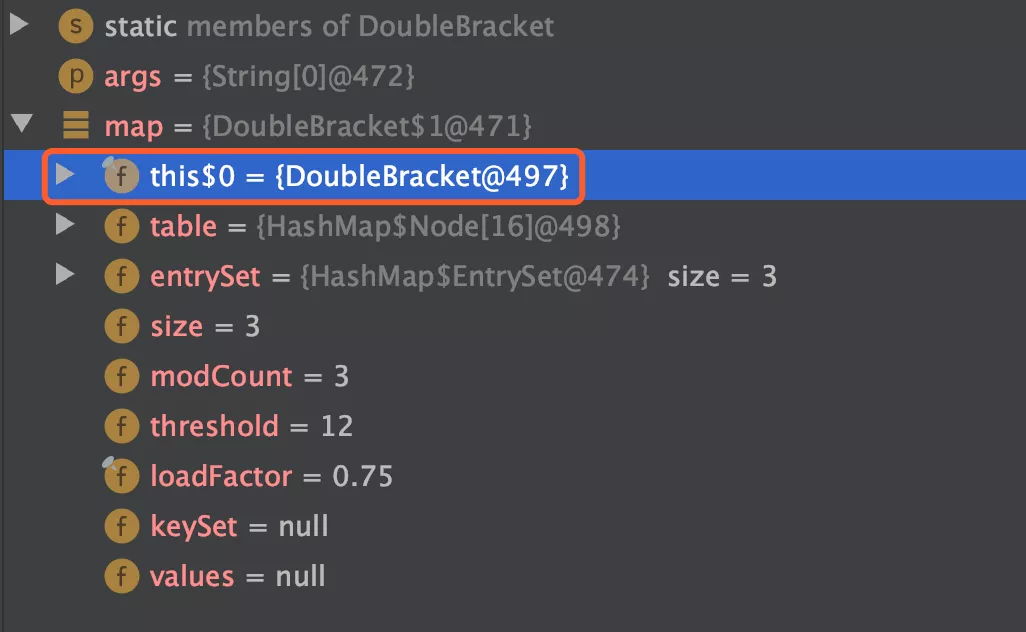 s static members of DoubleBracket
p args = {String[0]@472}
map = {DoubleBracket$1@471}
f this$0 = {DoubleBracket@497}
f table = {HashMap$Node[16]@498}
f entrySet = {HashMap$EntrySet@474} size = 3
f size = 3
f modCount = 3
f threshold = 12
f loadFactor = 0.75
f keySet = null
f values = null